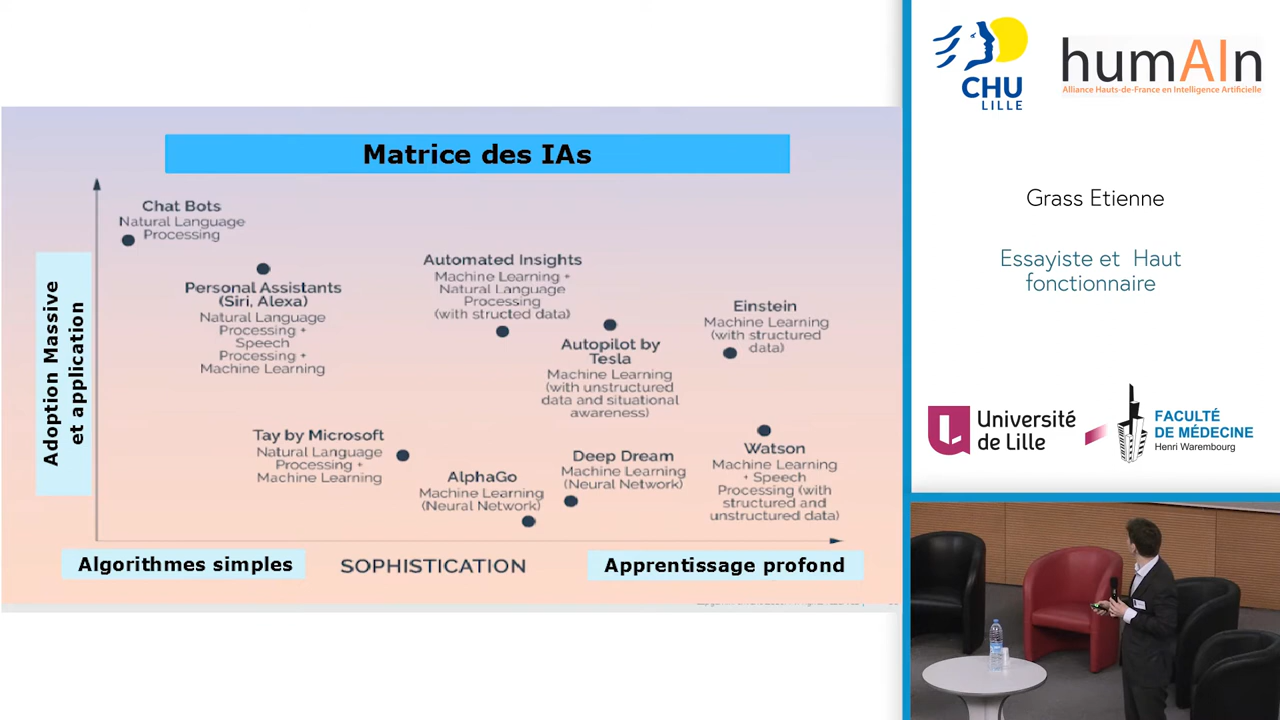 Matrice des IAs
Chat Bots
Natural Language
Processing
Personal Assistants
(Siri, Alexa)
Natural Language
Processing +
Speech
Processing +
Machine Learning
Automated Insights
Machine Learning +
Natural Language
Processing
(with structed data)
Autopilot by
Tesla
Machine Learning
(with unstructured
data and situational
awareness)
Einstein
Machine Learning
(with structured
data)
Tay by Microsoft
Natural Language
Processing +
Machine Learning
AlphaGo
Machine Learning
(Neural Network)
Deep Dream
Machine Learning
(Neural Network)
Watson
Machine Learning
+ Speech
Processing (with
structured and
unstructured data)
Adoption Massive
et application
Algorithmes simples
SOPHISTICATION
Apprentissage profond
CHU
LILLE
humAIn
Alliance Hauts-de-France en Intelligence Artificielle
Grass Etienne
Essayiste et Haut
fonctionnaire
Université
de Lille
FACULTÉ
DE MÉDECINE
Henri Warembourg